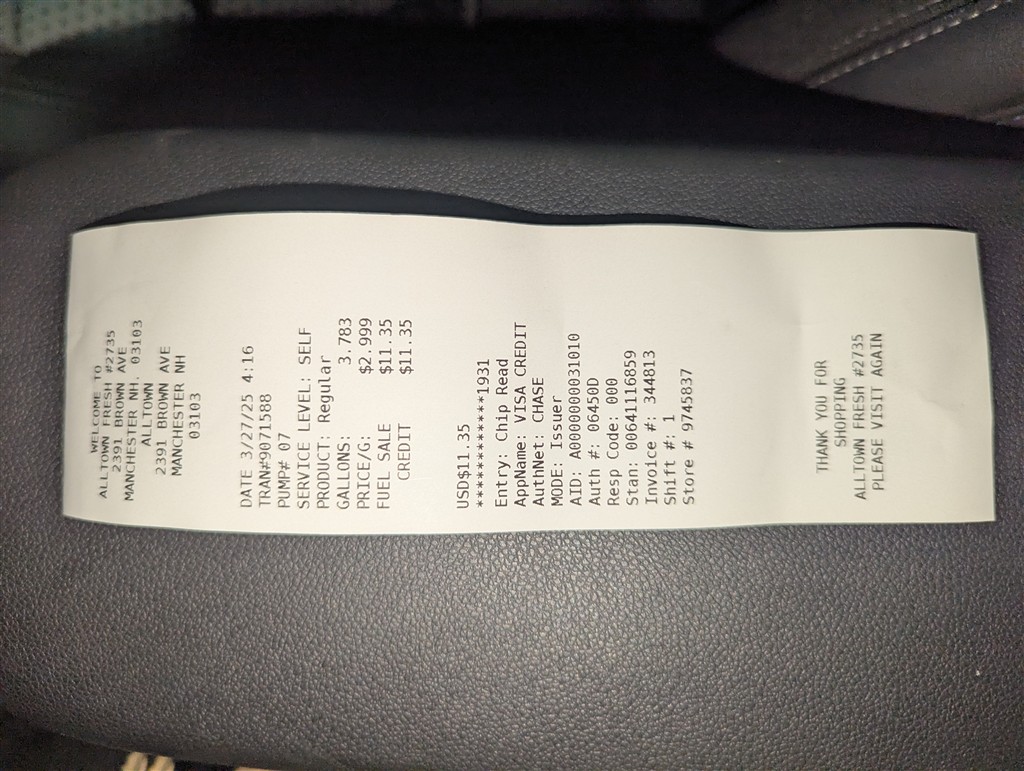 WELCOME TO
ALLTOWN FRESH #2735
2391 BROWN AVE
MANCHESTER NH. 03103
ALLTOWN
2391 BROWN AVE
MANCHESTER NH
03103
DATE 3/27/25 4:16
TRAN#9071588
PUMP# 07
SERVICE LEVEL: SELF
PRODUCT: Regular
GALLONS: 3.783
PRICE/G: $2.999
FUEL SALE $11.35
CREDIT $11.35
USD$11.35
************1931
Entry: Chip Read
AppName: VISA CREDIT
AuthNet: CHASE
MODE: Issuer
AID: A0000000031010
Auth #: 06450D
Resp Code: 000
Stan: 00641116859
Invoice #: 344813
Shift #: 1
Store # 9745837
THANK YOU FOR
SHOPPING
ALLTOWN FRESH #2735
PLEASE VISIT AGAIN